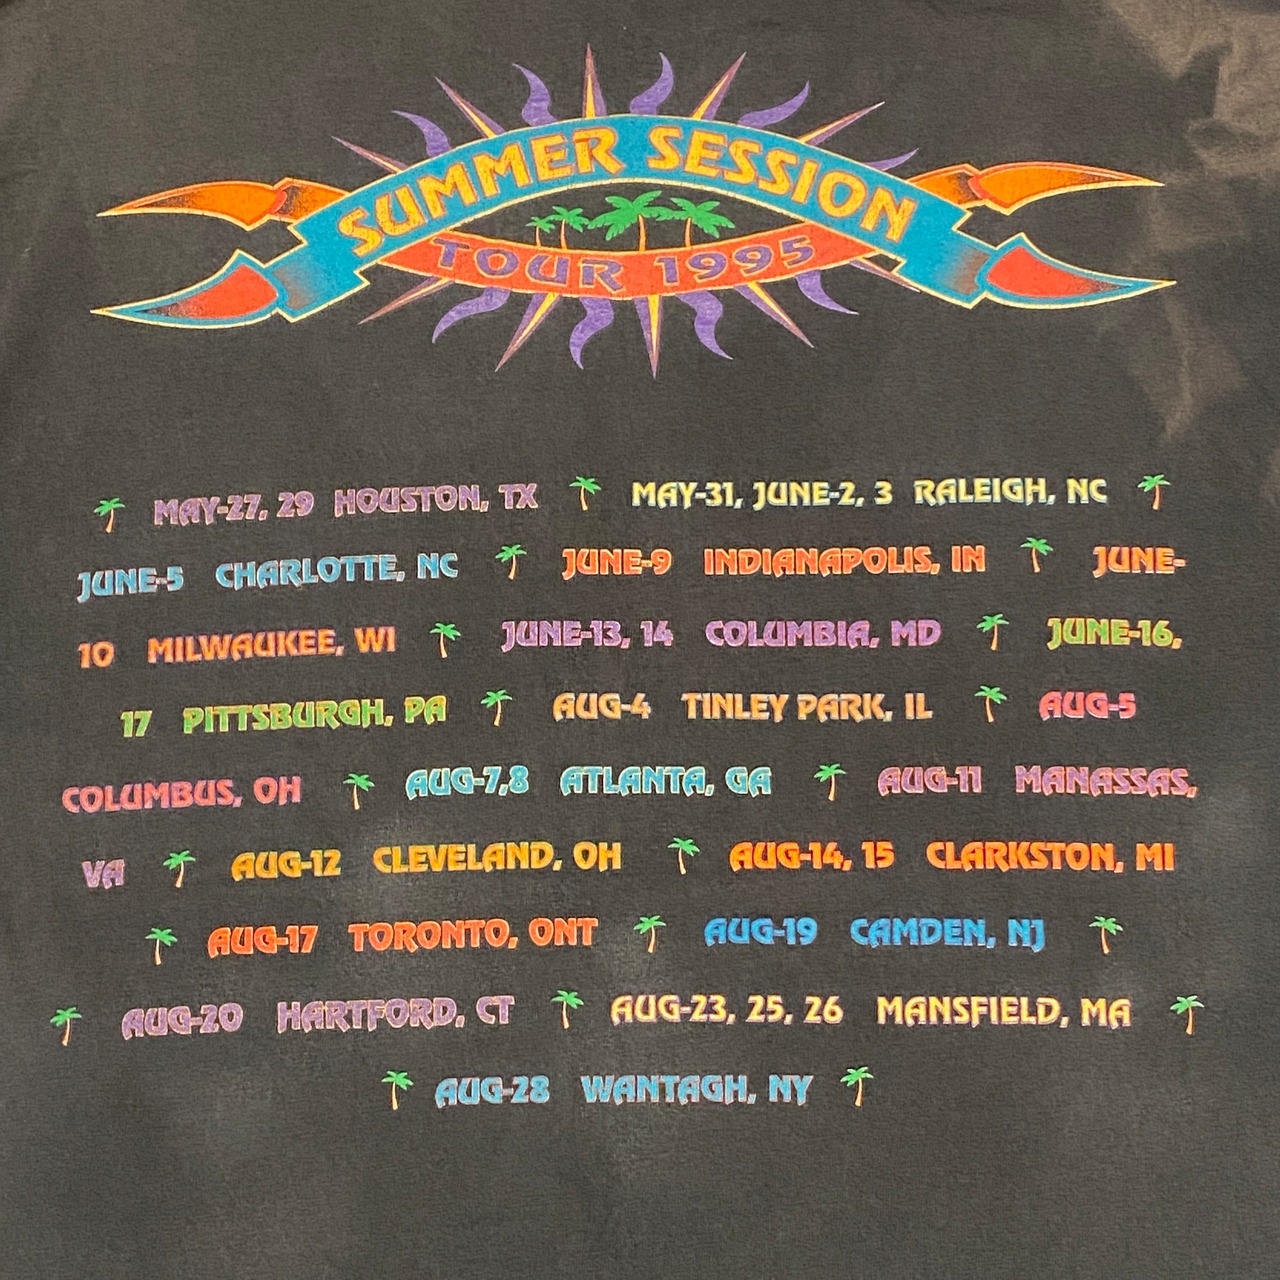 SUMMER SESSION
TOUR 1995
MAY-27, 29 HOUSTON, TX MAY-31, JUNE-2, 3 RALEIGH, NC
JUNE-5 CHARLOTTE, NC JUNE-9 INDIANAPOLIS, IN JUNE-
10 MILWAUKEE, WI JUNE-13, 14 COLUMBIA, MD JUNE-16,
17 PITTSBURGH, PA AUG-4 TINLEY PARK, IL AUG-5
COLUMBUS, OH AUG-7,8 ATLANTA, GA AUG-11 MANASSAS,
VA AUG-12 CLEVELAND, OH AUG-14, 15 CLARKSTON, MI
AUG-17 TORONTO, ONT AUG-19 CAMDEN, NJ
AUG-20 HARTFORD, CT AUG-23, 25, 26 MANSFIELD, MA
AUG-28 WANTAGH, NY